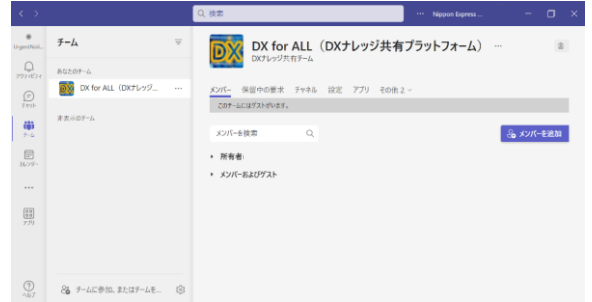 検索
Nippon Express ...
チーム
あなたのチーム
DX for ALL（DXナレッジ...
非表示のチーム
チームに参加、またはチームを...
アクティビティ
チャット
チーム
カレンダー
アプリ
ヘルプ
DX
DX for ALL（DXナレッジ共有プラットフォーム）
DXナレッジ共有チーム
メンバー 保留中の要求 チャネル 設定 アプリ その他 2
このチームにはゲストがいます。
メンバーを検索
メンバーを追加
所有者
メンバーおよびゲスト